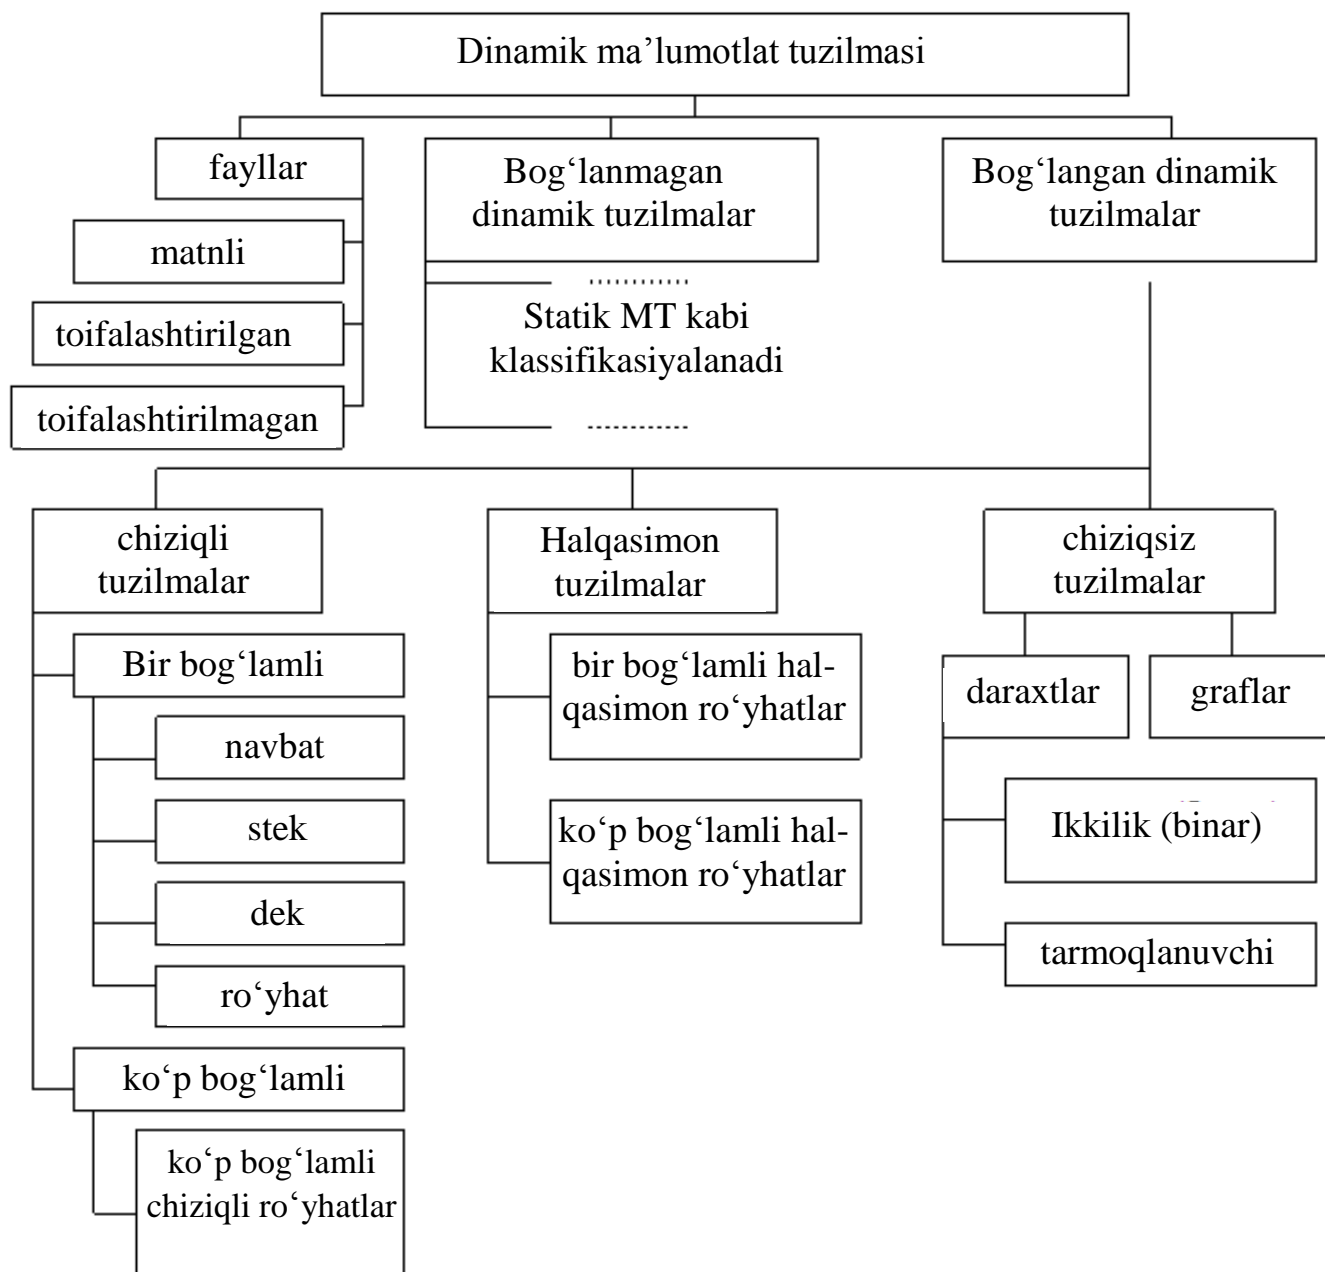 Dinamik ma’lumotlat tuzilmasi
fayllar
matnli
toifalashtirilgan
toifalashtirilmagan
Bog‘lanmagan
dinamik tuzilmalar
Statik MT kabi
klassifikasiyalanadi
Bog‘langan dinamik
tuzilmalar
chiziqli
tuzilmalar
Bir bog‘lamli
navbat
stek
dek
ro‘yhat
ko‘p bog‘lamli
ko‘p bog‘lamli
chiziqli ro‘yhatlar
Halqasimon
tuzilmalar
bir bog‘lamli hal-
qasimon ro‘yhatlar
ko‘p bog‘lamli hal-
qasimon ro‘yhatlar
chiziqsiz
tuzilmalar
daraxtlar
graflar
Ikkilik (binar)
tarmoqlanuvchi